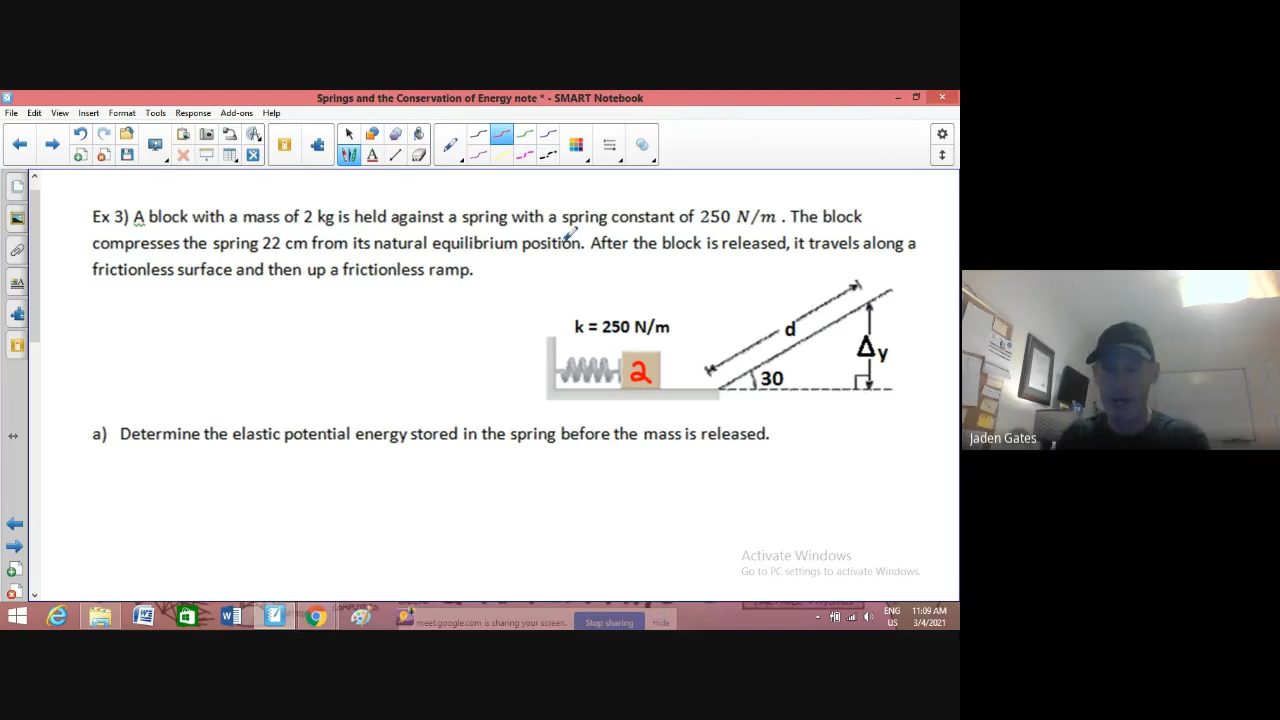 Springs and the Conservation of Energy note * - SMART Notebook
File Edit View Insert Format Tools Response Add-ons Help
Ex 3) A block with a mass of 2 kg is held against a spring with a spring constant of 250 N/m . The block
compresses the spring 22 cm from its natural equilibrium position. After the block is released, it travels along a
frictionless surface and then up a frictionless ramp.
k = 250 N/m
d
Δy
2
30
Jaden Gates
a) Determine the elastic potential energy stored in the spring before the mass is released.
Activate Windows
Go to PC settings to activate Windows.
meet.google.com is sharing your screen. Stop sharing Hide
ENG 11:09 AM
US 3/4/2021